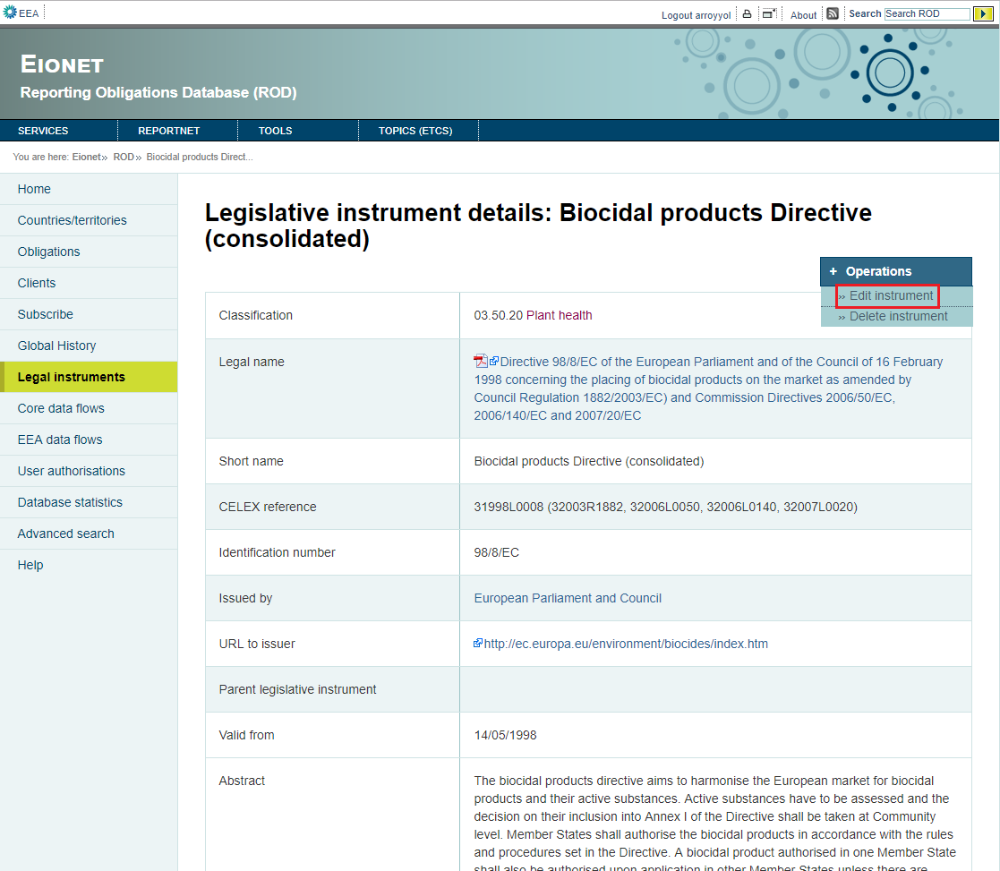 EEA
Logout arroyyol
About
Search
Search ROD
EIONET
Reporting Obligations Database (ROD)
SERVICES
REPORTNET
TOOLS
TOPICS (ETCS)
You are here: Eionet» ROD» Biocidal products Direct...
Home
Countries/territories
Obligations
Clients
Subscribe
Global History
Legal instruments
Core data flows
EEA data flows
User authorisations
Database statistics
Advanced search
Help
Legislative instrument details: Biocidal products Directive
(consolidated)
+ Operations
» Edit instrument
» Delete instrument
Classification
03.50.20 Plant health
Legal name
Directive 98/8/EC of the European Parliament and of the Council of 16 February
1998 concerning the placing of biocidal products on the market as amended by
Council Regulation 1882/2003/EC) and Commission Directives 2006/50/EC,
2006/140/EC and 2007/20/EC
Short name
Biocidal products Directive (consolidated)
CELEX reference
31998L0008 (32003R1882, 32006L0050, 32006L0140, 32007L0020)
Identification number
98/8/EC
Issued by
European Parliament and Council
URL to issuer
http://ec.europa.eu/environment/biocides/index.htm
Parent legislative instrument
Valid from
14/05/1998
Abstract
The biocidal products directive aims to harmonise the European market for biocidal
products and their active substances. Active substances have to be assessed and the
decision on their inclusion into Annex I of the Directive shall be taken at Community
level. Member States shall authorise the biocidal products in accordance with the rules
and procedures set in the Directive. A biocidal product authorised in one Member State
shall also be authorised upon application in other Member States unless there are